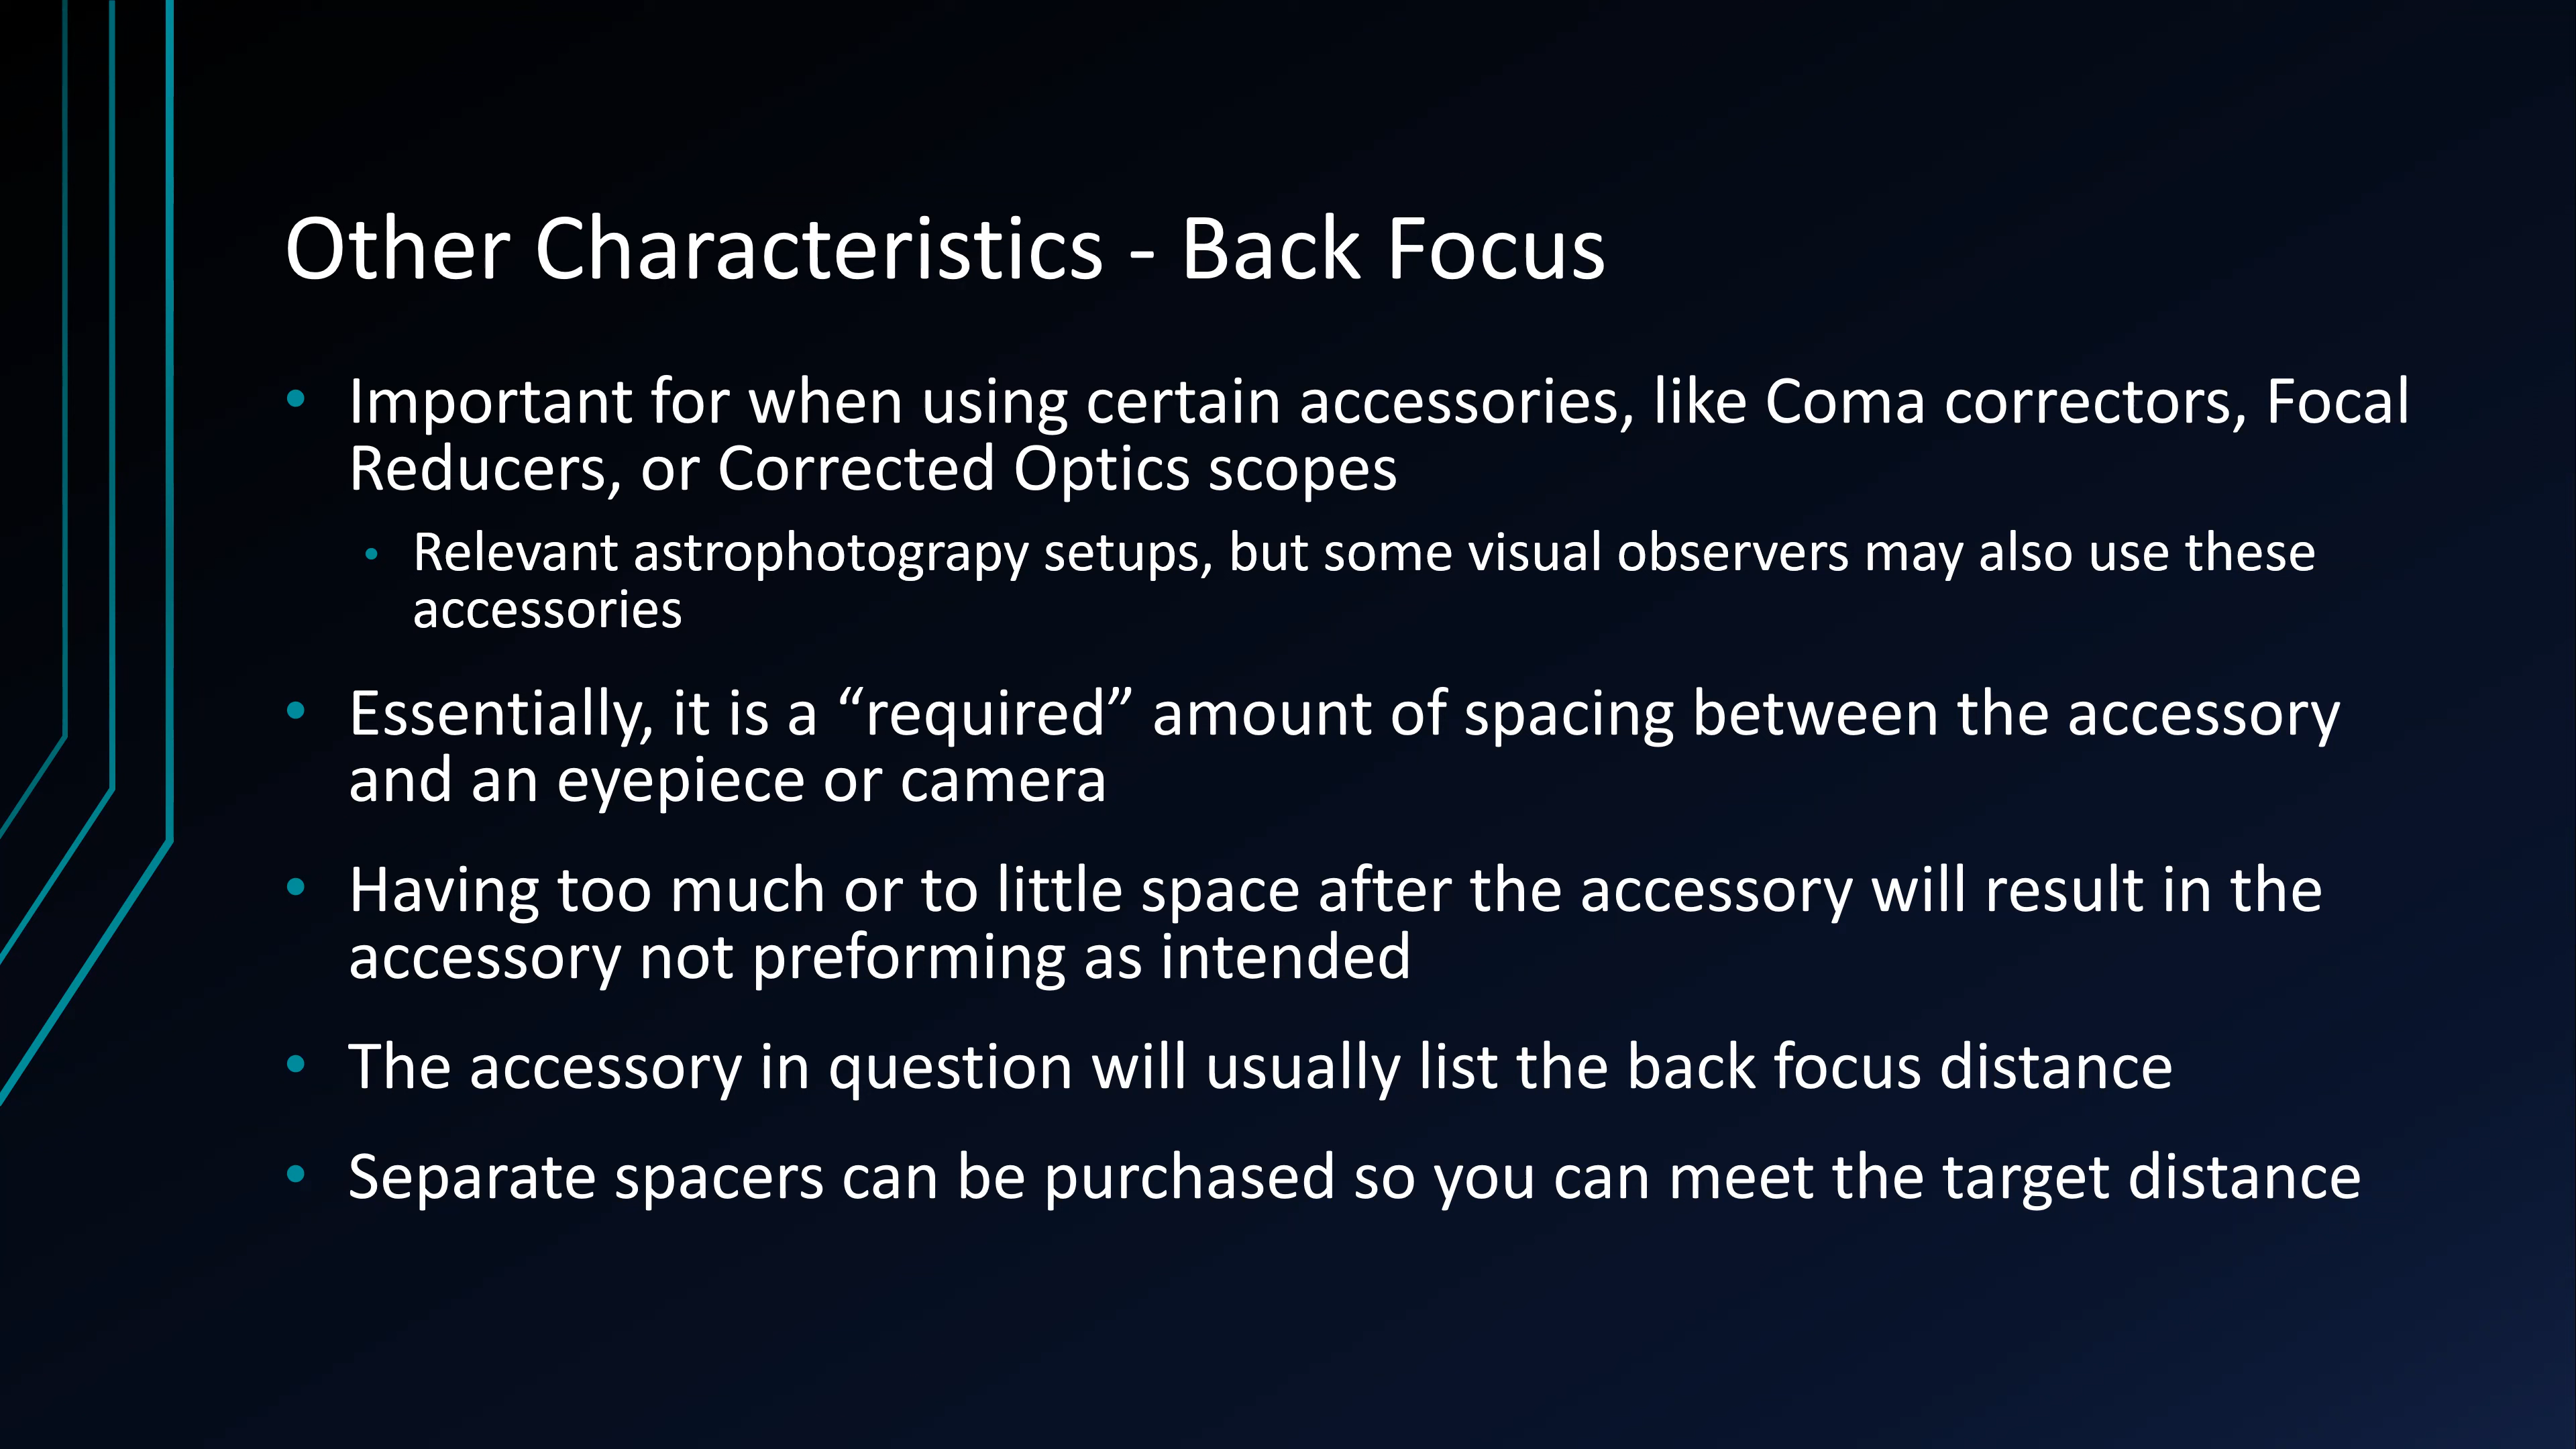 Other Characteristics - Back Focus
• Important for when using certain accessories, like Coma correctors, Focal
Reducers, or Corrected Optics scopes
• Relevant astrophotograpy setups, but some visual observers may also use these
accessories
• Essentially, it is a “required” amount of spacing between the accessory
and an eyepiece or camera
• Having too much or to little space after the accessory will result in the
accessory not preforming as intended
• The accessory in question will usually list the back focus distance
• Separate spacers can be purchased so you can meet the target distance